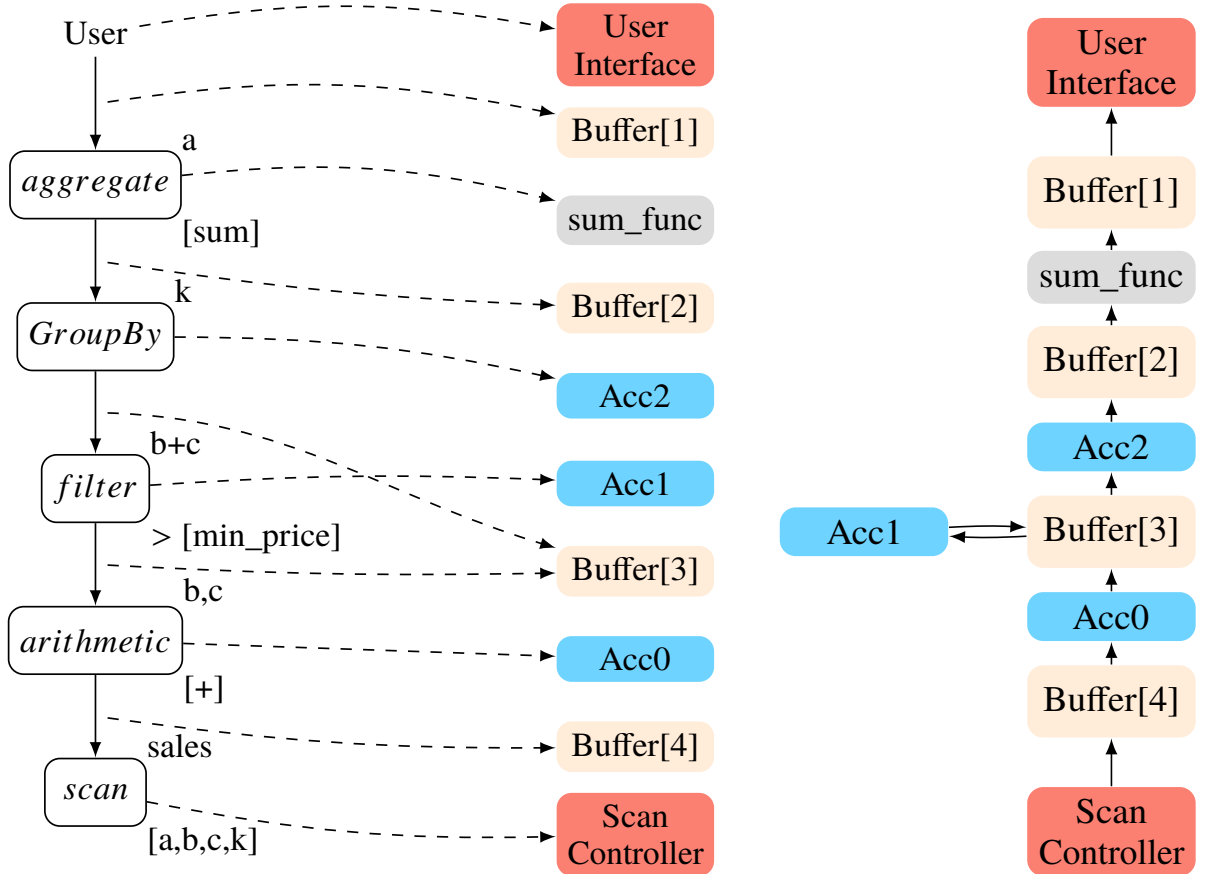 User
a
aggregate
[sum]
k
GroupBy
b+c
filter
> [min_price]
b,c
arithmetic
[+]
sales
scan
[a,b,c,k]
User
Interface
Buffer[1]
sum_func
Buffer[2]
Acc2
Acc1
Buffer[3]
Acc0
Buffer[4]
Scan
Controller
User
Interface
Buffer[1]
sum_func
Buffer[2]
Acc2
Acc1
Buffer[3]
Acc0
Buffer[4]
Scan
Controller